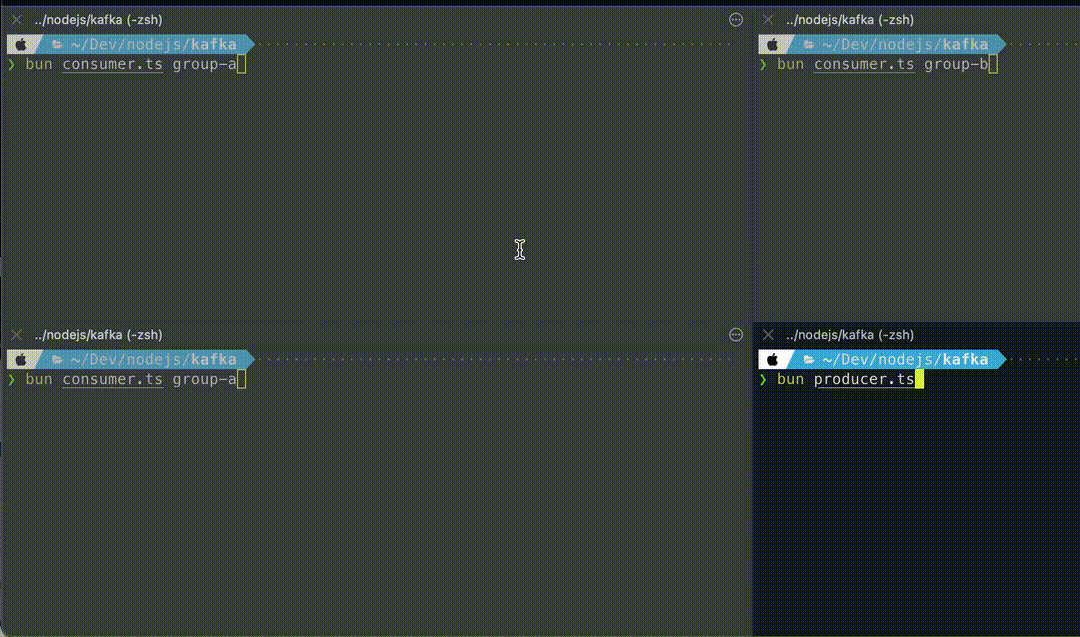 ../nodejs/kafka (-zsh)
~/Dev/nodejs/kafka
❯ bun consumer.ts group-a
../nodejs/kafka (-zsh)
~/Dev/nodejs/kafka
❯ bun consumer.ts group-b
../nodejs/kafka (-zsh)
~/Dev/nodejs/kafka
❯ bun consumer.ts group-a
../nodejs/kafka (-zsh)
~/Dev/nodejs/kafka
❯ bun producer.ts